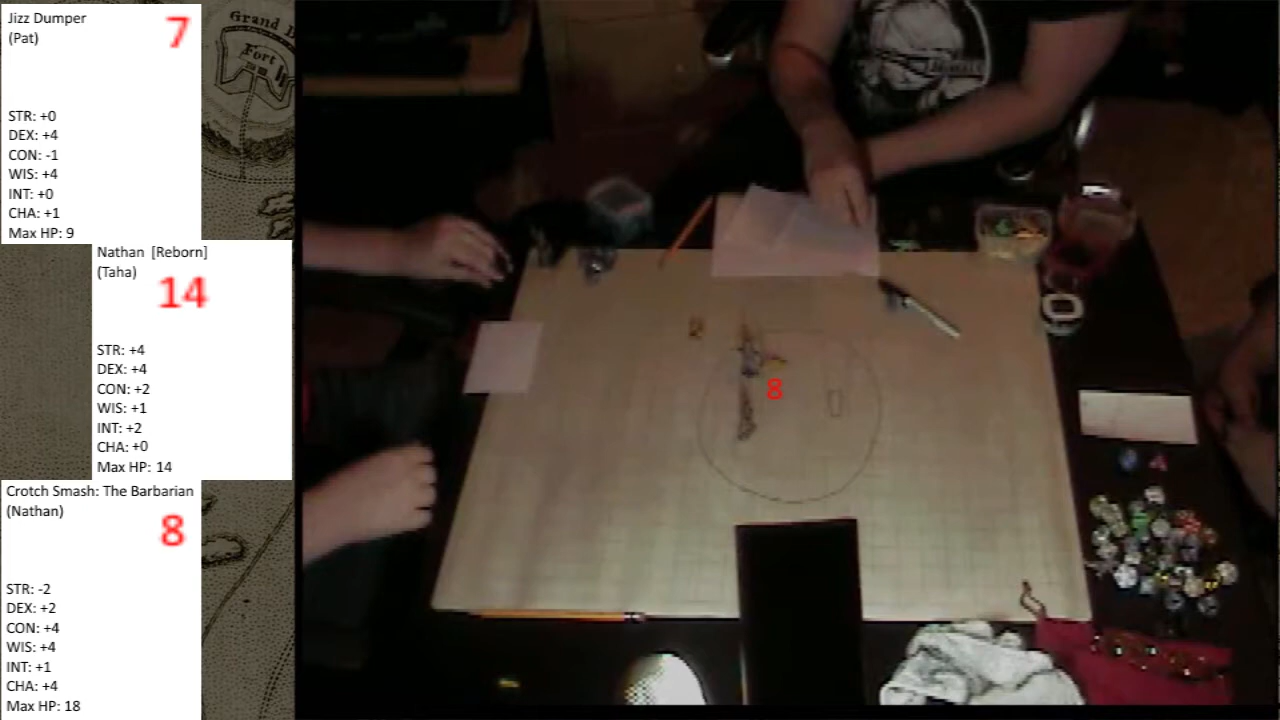 Jizz Dumper
(Pat)
7
STR: +0
DEX: +4
CON: -1
WIS: +4
INT: +0
CHA: +1
Max HP: 9
Grand
Fort
Nathan [Reborn]
(Taha)
14
STR: +4
DEX: +4
CON: +2
WIS: +1
INT: +2
CHA: +0
Max HP: 14
Crotch Smash: The Barbarian
(Nathan)
8
STR: -2
DEX: +2
CON: +4
WIS: +4
INT: +1
CHA: +4
Max HP: 18
8